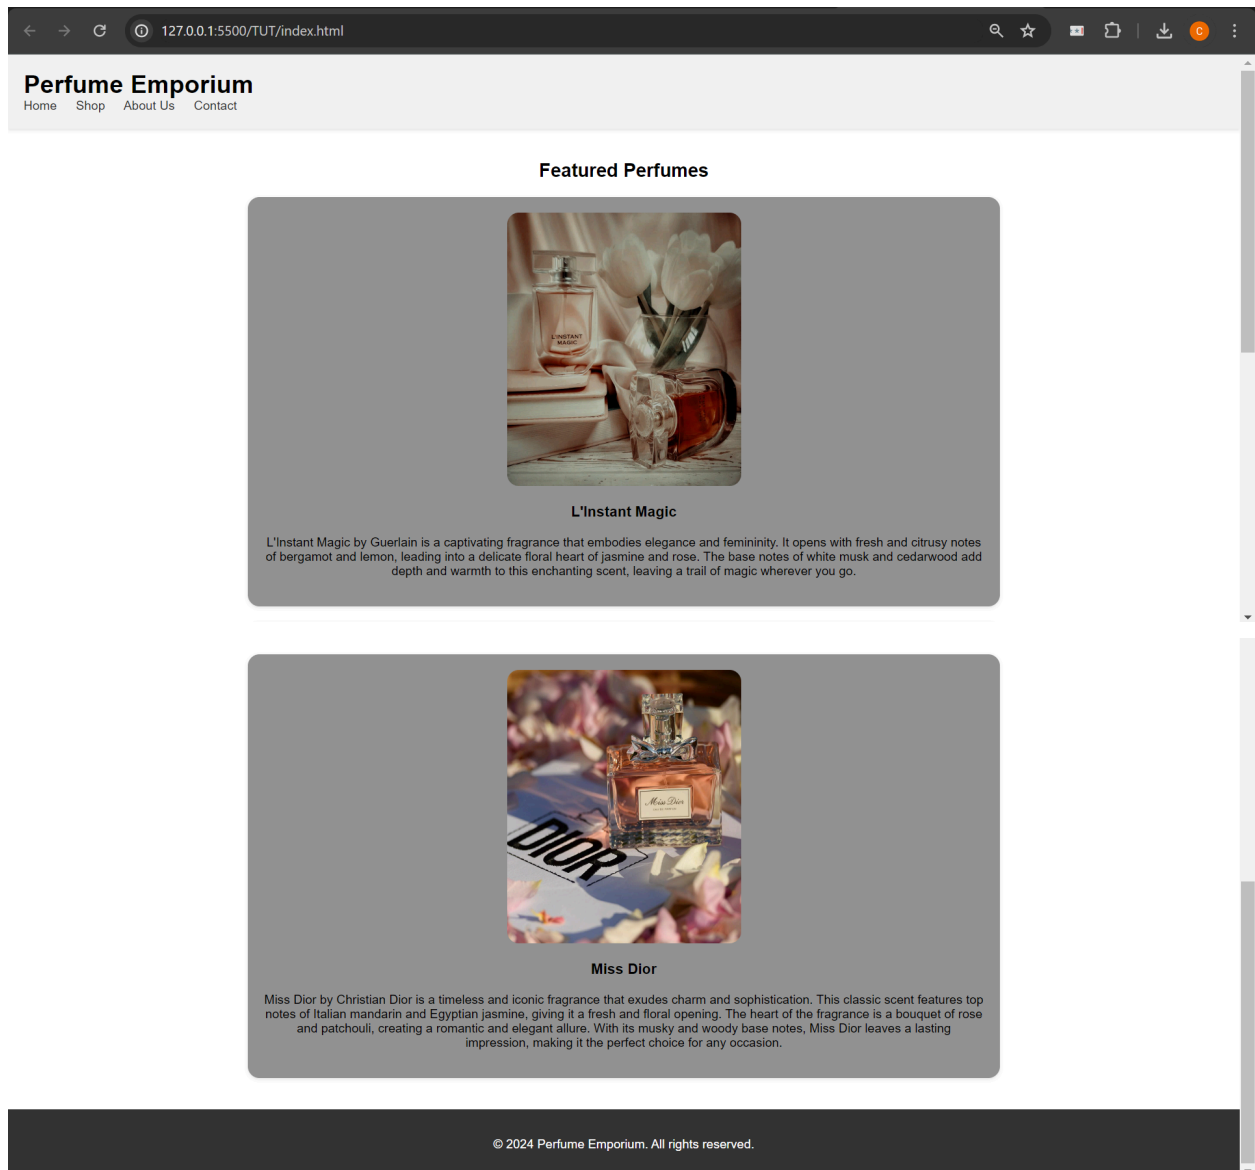 127.0.0.1:5500/TUT/index.html
C
Perfume Emporium
Home Shop About Us Contact
Featured Perfumes
L'INSTANT
MAGIC
L'Instant Magic
L'Instant Magic by Guerlain is a captivating fragrance that embodies elegance and femininity. It opens with fresh and citrusy notes
of bergamot and lemon, leading into a delicate floral heart of jasmine and rose. The base notes of white musk and cedarwood add
depth and warmth to this enchanting scent, leaving a trail of magic wherever you go.
Miss Dior
DIOR
Miss Dior
Miss Dior by Christian Dior is a timeless and iconic fragrance that exudes charm and sophistication. This classic scent features top
notes of Italian mandarin and Egyptian jasmine, giving it a fresh and floral opening. The heart of the fragrance is a bouquet of rose
and patchouli, creating a romantic and elegant allure. With its musky and woody base notes, Miss Dior leaves a lasting
impression, making it the perfect choice for any occasion.
© 2024 Perfume Emporium. All rights reserved.